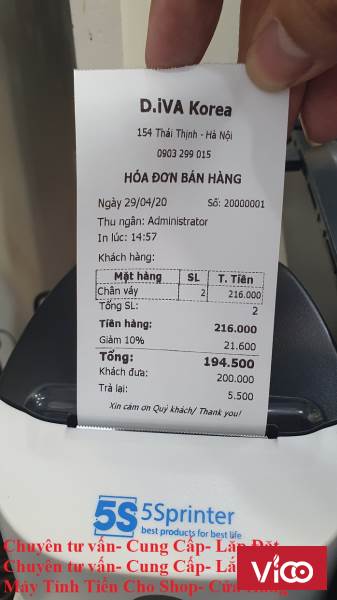 D.iVA Korea
154 Thái Thịnh - Hà Nội
0903 299 015
HÓA ĐƠN BÁN HÀNG
Ngày 29/04/20 Số: 20000001
Thu ngân: Administrator
In lúc: 14:57
Khách hàng:
Mặt hàng SL T. Tiền
Chân váy 2 216.000
Tổng SL: 2
Tiền hàng: 216.000
Giảm 10% 21.600
Tổng: 194.500
Khách đưa: 200.000
Trả lại: 5.500
Xin cảm ơn Quý khách/ Thank you!
5S 5Sprinter
best products for best life
Chuyên tư vấn- Cung Cấp- Lắp Đặt
Chuyên tư vấn- Cung Cấp- Lắ
Máy Tính Tiền Cho Shop- Cửa
Vioo